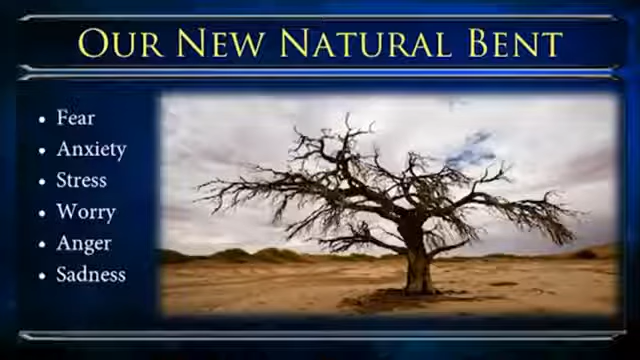 Our New Natural Bent
• Fear
• Anxiety
• Stress
• Worry
• Anger
• Sadness